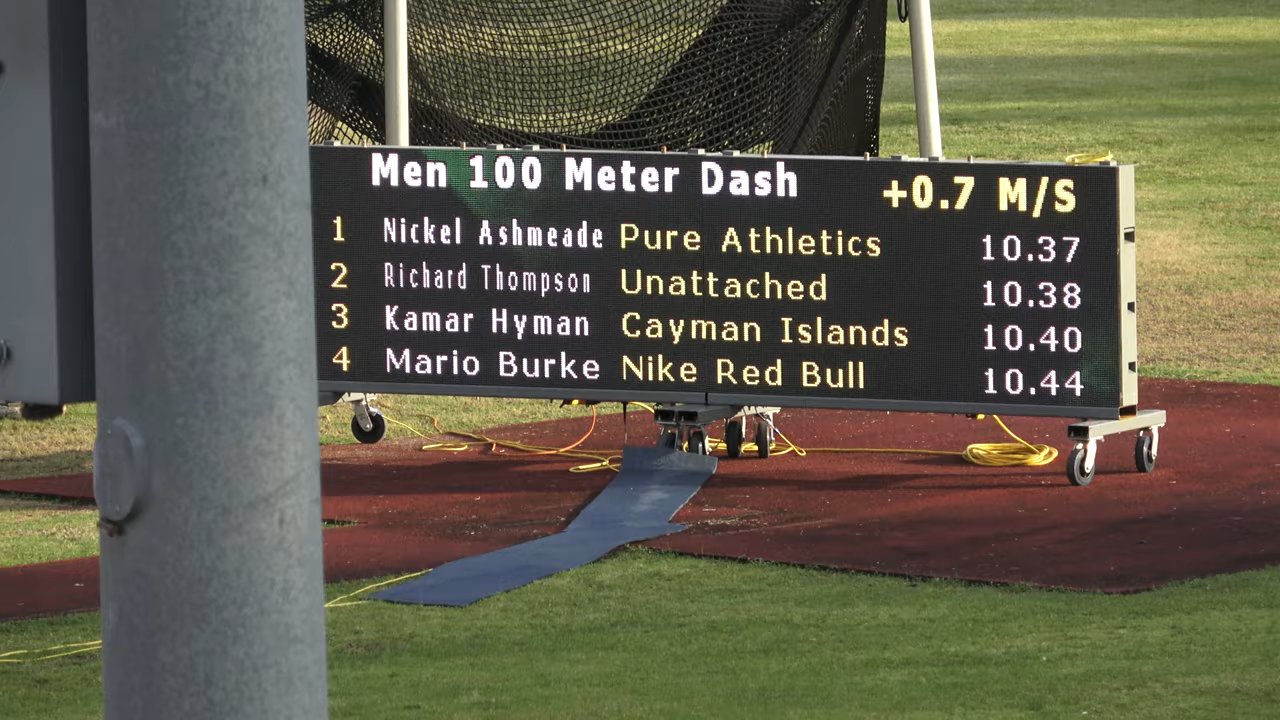 Men 100 Meter Dash +0.7 M/S
1 Nickel Ashmeade Pure Athletics 10.37
2 Richard Thompson Unattached 10.38
3 Kamar Hyman Cayman Islands 10.40
4 Mario Burke Nike Red Bull 10.44